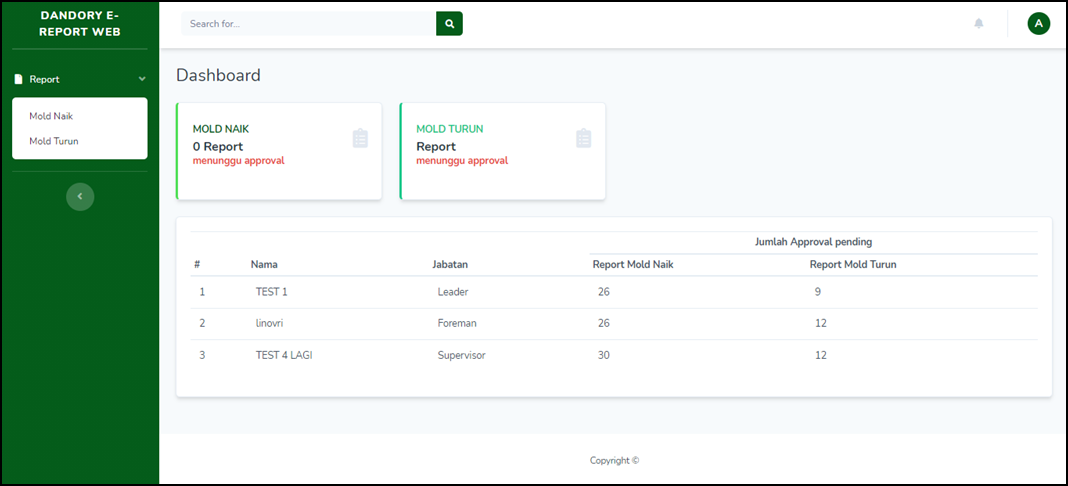 DANDORY E-
REPORT WEB
Search for...
A
Report
Mold Naik
Mold Turun
Dashboard
MOLD NAIK
0 Report
menunggu approval
MOLD TURUN
Report
menunggu approval
Jumlah Approval pending
# Nama Jabatan Report Mold Naik Report Mold Turun
1 TEST 1 Leader 26 9
2 linovri Foreman 26 12
3 TEST 4 LAGI Supervisor 30 12
Copyright ©